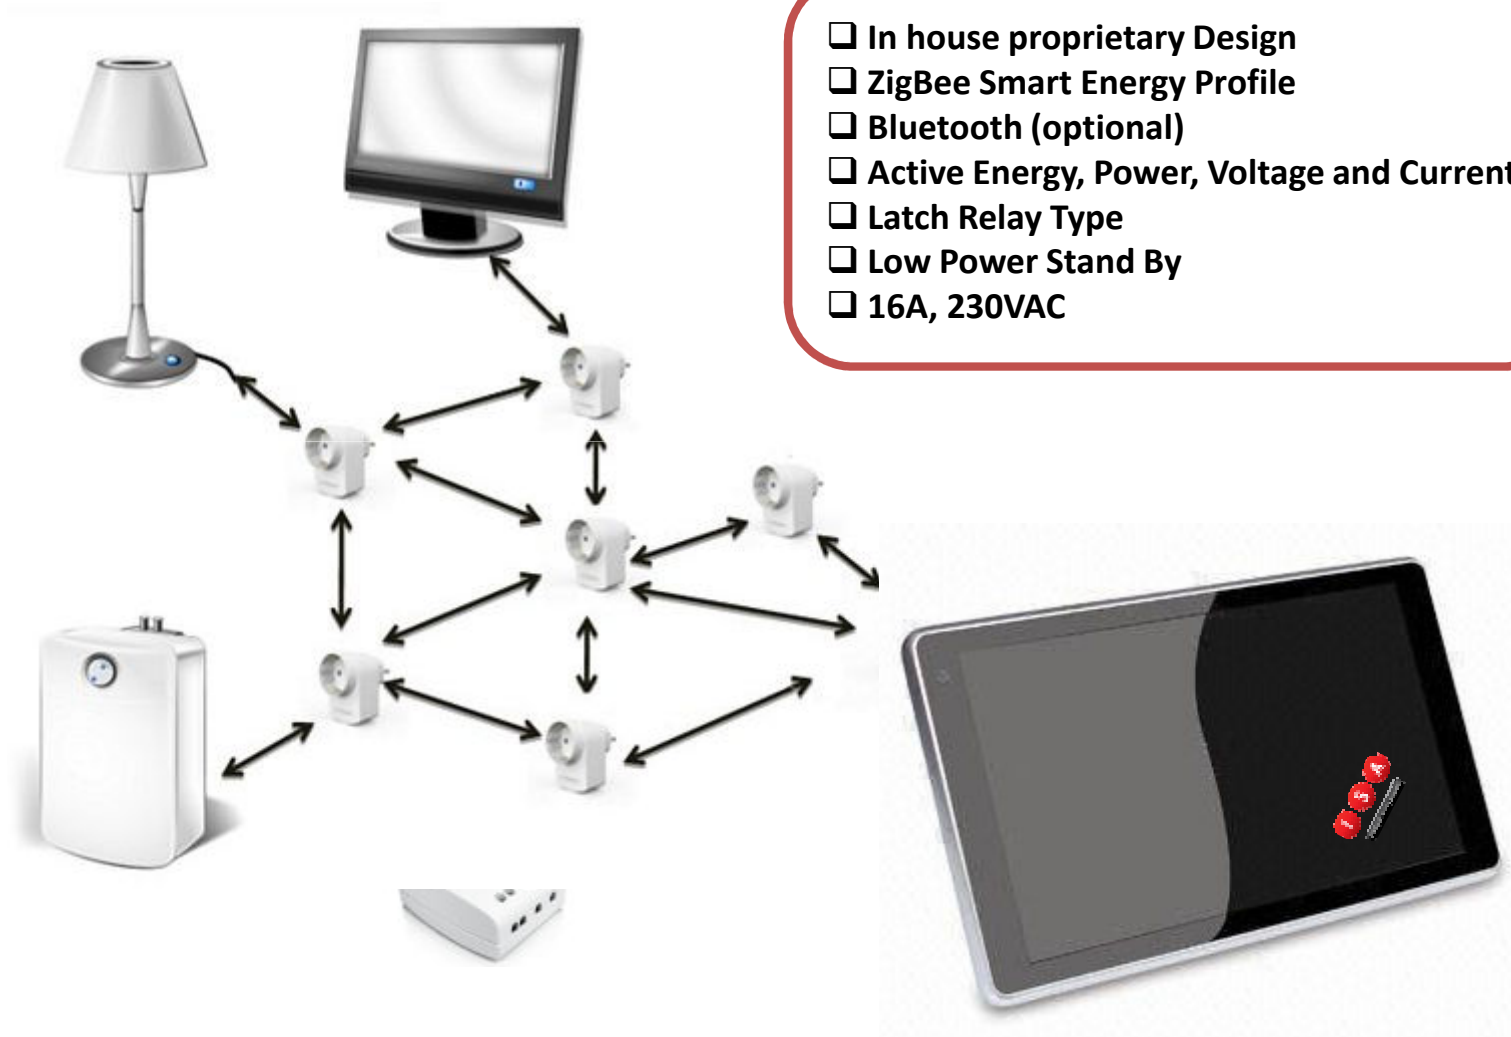 In house proprietary Design
ZigBee Smart Energy Profile
Bluetooth (optional)
Active Energy, Power, Voltage and Current
Latch Relay Type
Low Power Stand By
16A, 230VAC